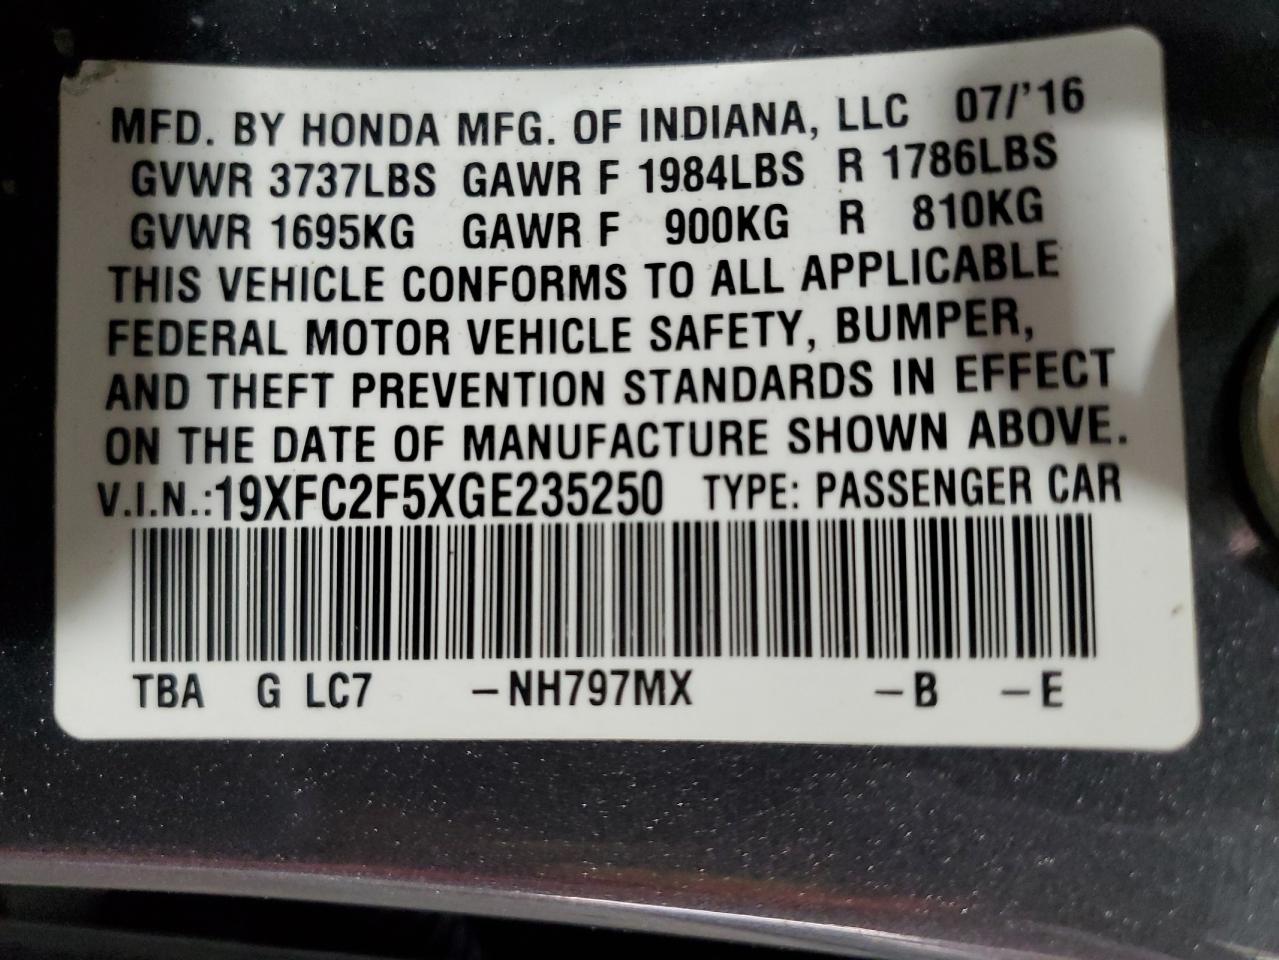 MFD. BY HONDA MFG. OF INDIANA, LLC 07/'16
GVWR 3737LBS GAWR F 1984LBS R 1786LBS
GVWR 1695KG GAWR F 900KG R 810KG
THIS VEHICLE CONFORMS TO ALL APPLICABLE
FEDERAL MOTOR VEHICLE SAFETY, BUMPER,
AND THEFT PREVENTION STANDARDS IN EFFECT
ON THE DATE OF MANUFACTURE SHOWN ABOVE.
V.I.N.:19XFC2F5XGE235250 TYPE: PASSENGER CAR
TBA G LC7 –NH797MX –B –E